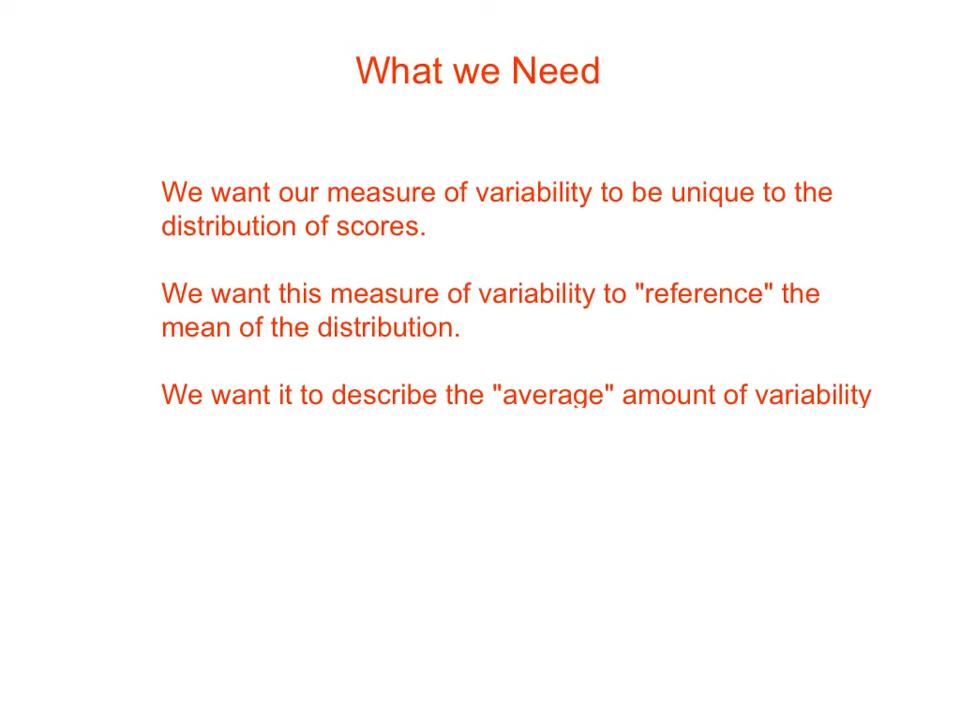 What we Need
We want our measure of variability to be unique to the
distribution of scores.
We want this measure of variability to "reference" the
mean of the distribution.
We want it to describe the "average" amount of variability